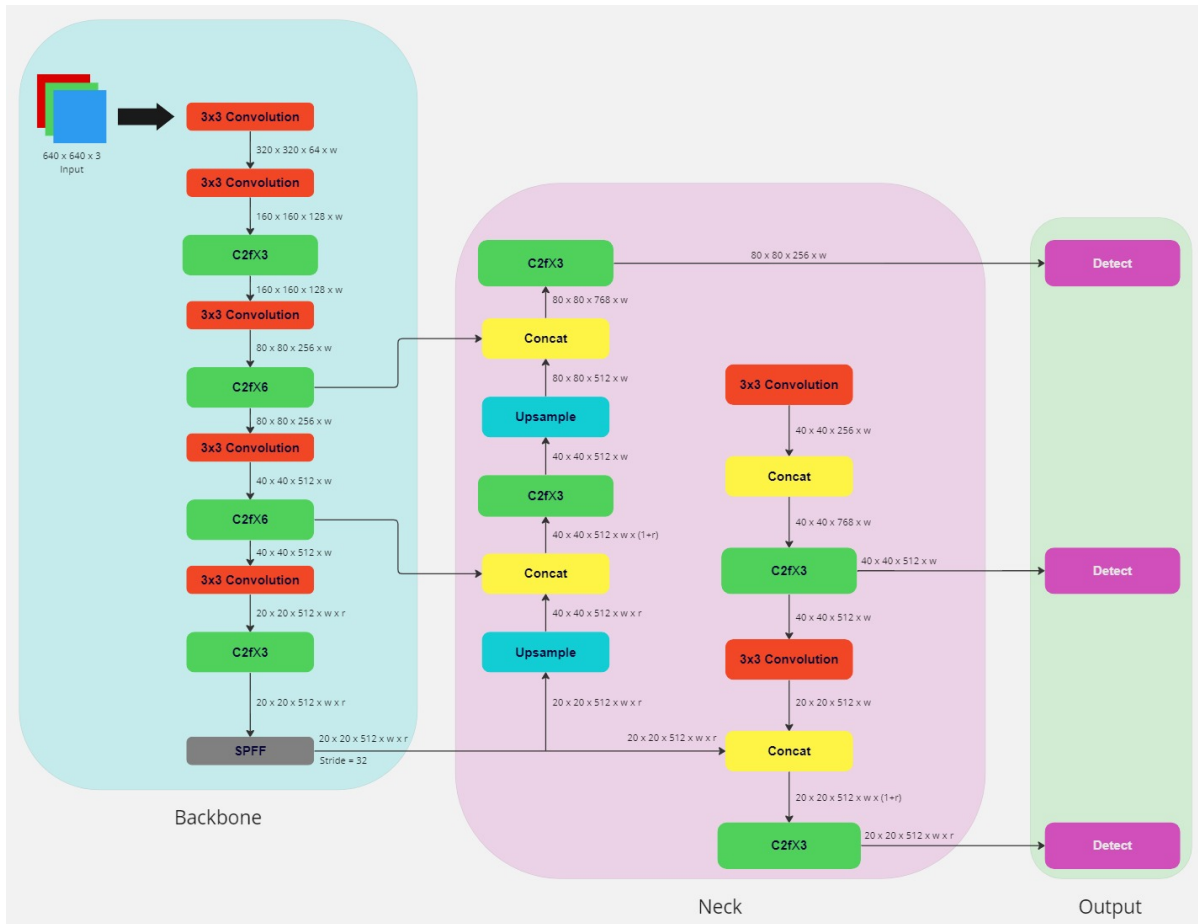 640 x 640 x 3
Input
3x3 Convolution
320 x 320 x 64 x w
3x3 Convolution
160 x 160 x 128 x w
C2fX3
160 x 160 x 128 x w
3x3 Convolution
80 x 80 x 256 x w
C2fX6
80 x 80 x 256 x w
3x3 Convolution
40 x 40 x 512 x w
C2fX6
40 x 40 x 512 x w
3x3 Convolution
20 x 20 x 512 x w x r
C2fX3
20 x 20 x 512 x w x r
SPFF
20 x 20 x 512 x w x r
Stride = 32
Backbone
C2fX3
80 x 80 x 256 x w
80 x 80 x 768 x w
Concat
80 x 80 x 512 x w
Upsample
40 x 40 x 512 x w
C2fX3
40 x 40 x 512 x w x (1+r)
Concat
40 x 40 x 512 x w x r
Upsample
20 x 20 x 512 x w x r
3x3 Convolution
40 x 40 x 256 x w
Concat
40 x 40 x 768 x w
C2fX3
40 x 40 x 512 x w
40 x 40 x 512 x w
3x3 Convolution
20 x 20 x 512 x w
20 x 20 x 512 x w x r
Concat
20 x 20 x 512 x w x (1+r)
C2fX3
20 x 20 x 512 x w x r
Neck
Detect
Detect
Detect
Output